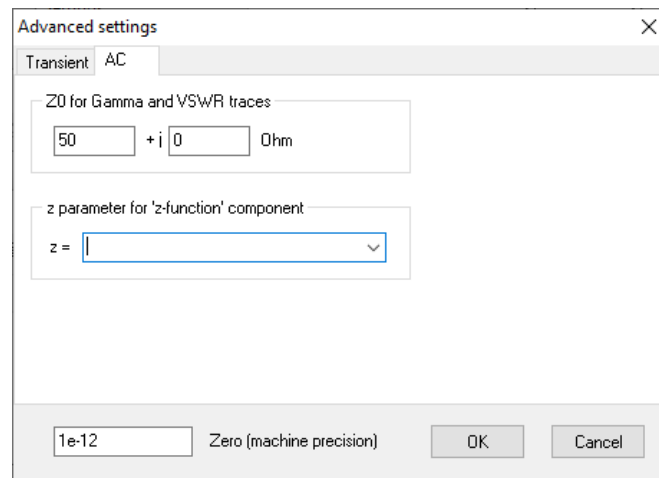 Advanced settings
Transient AC
Z0 for Gamma and VSWR traces
50 + j 0 Ohm
z parameter for 'z-function' component
z =
1e-12 Zero (machine precision) OK Cancel